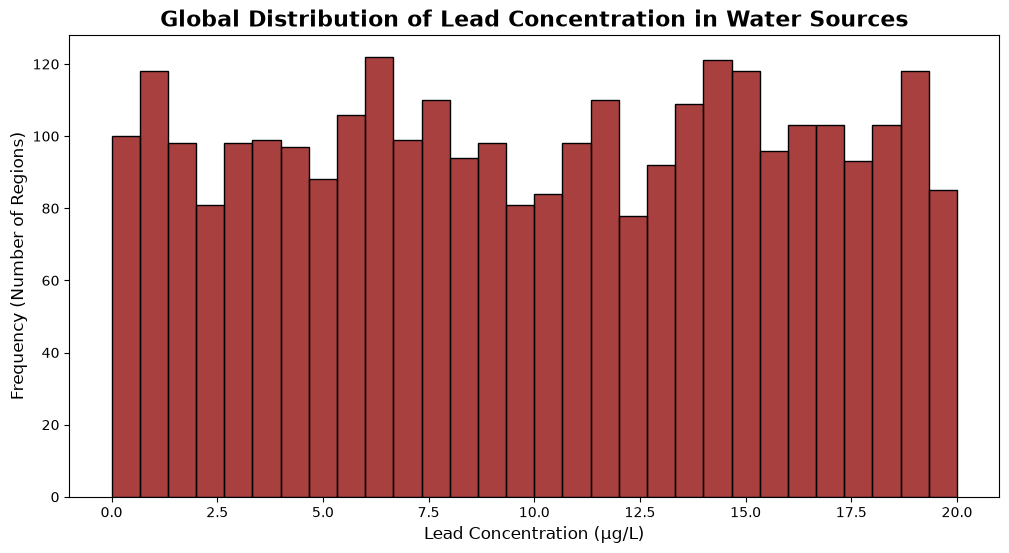 Global Distribution of Lead Concentration in Water Sources
Frequency (Number of Regions)
120
100
80
60
40
20
0
0.0 2.5 5.0 7.5 10.0 12.5 15.0 17.5 20.0
Lead Concentration (µg/L)